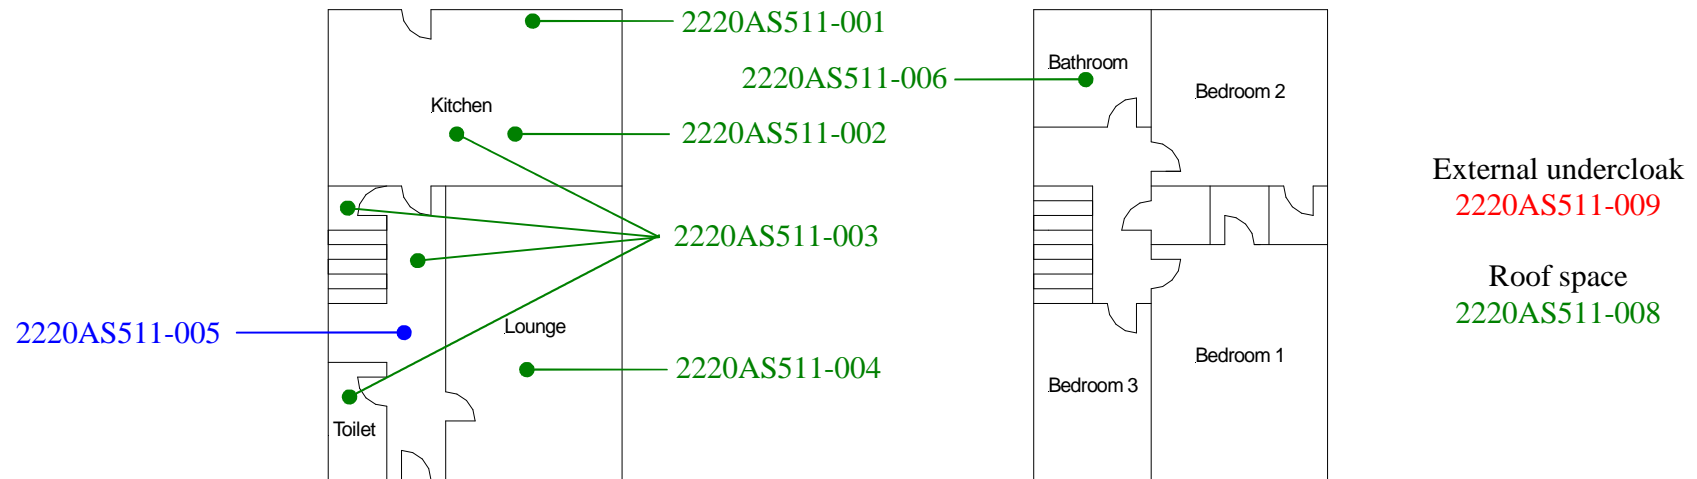 2220AS511-001
Kitchen
2220AS511-002
2220AS511-003
2220AS511-005
Lounge
2220AS511-004
Toilet
Bathroom
2220AS511-006
Bedroom 2
Bedroom 1
Bedroom 3
External undercloak
2220AS511-009
Roof space
2220AS511-008